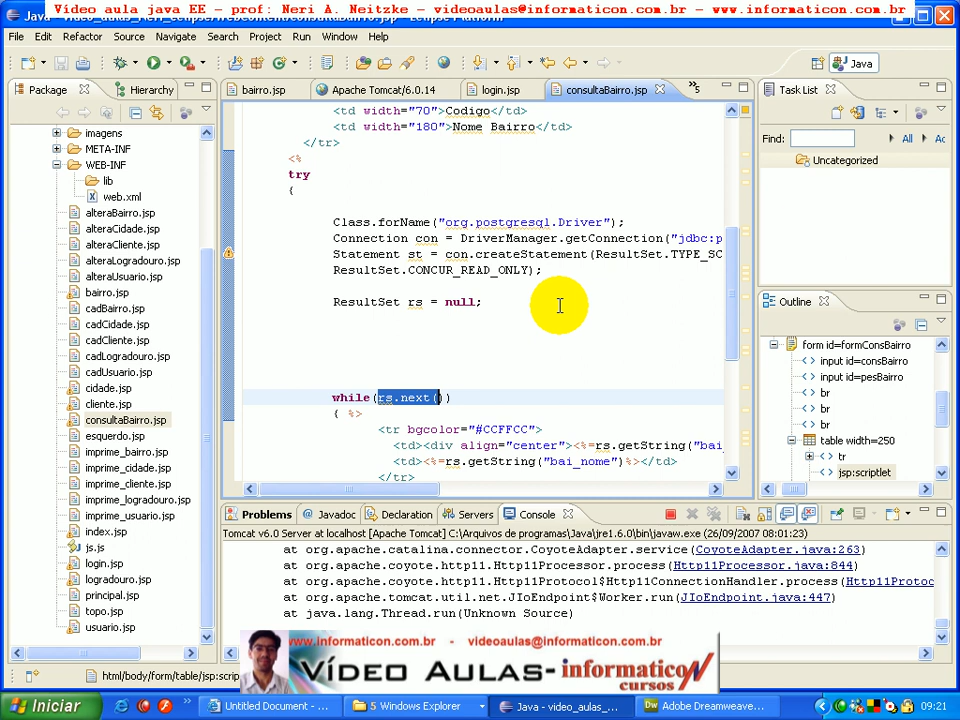 Vídeo aula java EE – prof: Neri A. Neitzke – videoaulas@informaticon.com.br – www.informaticon.com.br
File Edit Refactor Source Navigate Search Project Run Window Help
Java
Package Hierarchy
bairro.jsp Apache Tomcat/6.0.14 login.jsp consultaBairro.jsp »5
Task List
Find: All Ac
Uncategorized
imagens
META-INF
WEB-INF
lib
web.xml
alteraBairro.jsp
alteraCidade.jsp
alteraCliente.jsp
alteraLogradouro.jsp
alteraUsuario.jsp
bairro.jsp
cadBairro.jsp
cadCidade.jsp
cadCliente.jsp
cadLogradouro.jsp
cadUsuario.jsp
cidade.jsp
cliente.jsp
consultaBairro.jsp
esquerdo.jsp
imprime_bairro.jsp
imprime_cidade.jsp
imprime_cliente.jsp
imprime_logradouro.jsp
imprime_usuario.jsp
index.jsp
js.js
login.jsp
logradouro.jsp
principal.jsp
topo.jsp
usuario.jsp
<td width="70">Codigo</td>
<td width="180">Nome Bairro</td>
</tr>
<%
try
{
Class.forName("org.postgresql.Driver");
Connection con = DriverManager.getConnection("jdbc:p
Statement st = con.createStatement(ResultSet.TYPE_SC
ResultSet.CONCUR_READ_ONLY);
ResultSet rs = null;
while(rs.next())
{ %>
<tr bgcolor="#CCFFCC">
<td><div align="center"><%=rs.getString("bai
<td><%=rs.getString("bai_nome")%></td>
</tr>
Outline
form id=formConsBairro
input id=consBairro
input id=pesBairro
br
br
br
table width=250
tr
jsp:scriptlet
Problems Javadoc Declaration Servers Console
Tomcat v6.0 Server at localhost [Apache Tomcat] C:\Arquivos de programas\Java\jre1.6.0\bin\javaw.exe (26/09/2007 08:01:23)
at org.apache.catalina.connector.CoyoteAdapter.service(CoyoteAdapter.java:263)
at org.apache.coyote.http11.Http11Processor.process(Http11Processor.java:844)
at org.apache.coyote.http11.Http11Protocol$Http11ConnectionHandler.process(Http11Protoc
at org.apache.tomcat.util.net.JIoEndpoint$Worker.run(JIoEndpoint.java:447)
at java.lang.Thread.run(Unknown Source)
www.informaticon.com.br - videoaulas@informaticon.com.br
VÍDEO AULAS-informaticon
cursos
html/body/form/table/jsp:scrip
Iniciar Untitled Document - ... 5 Windows Explorer Java - video_aulas_... Adobe Dreamweave... 09:21